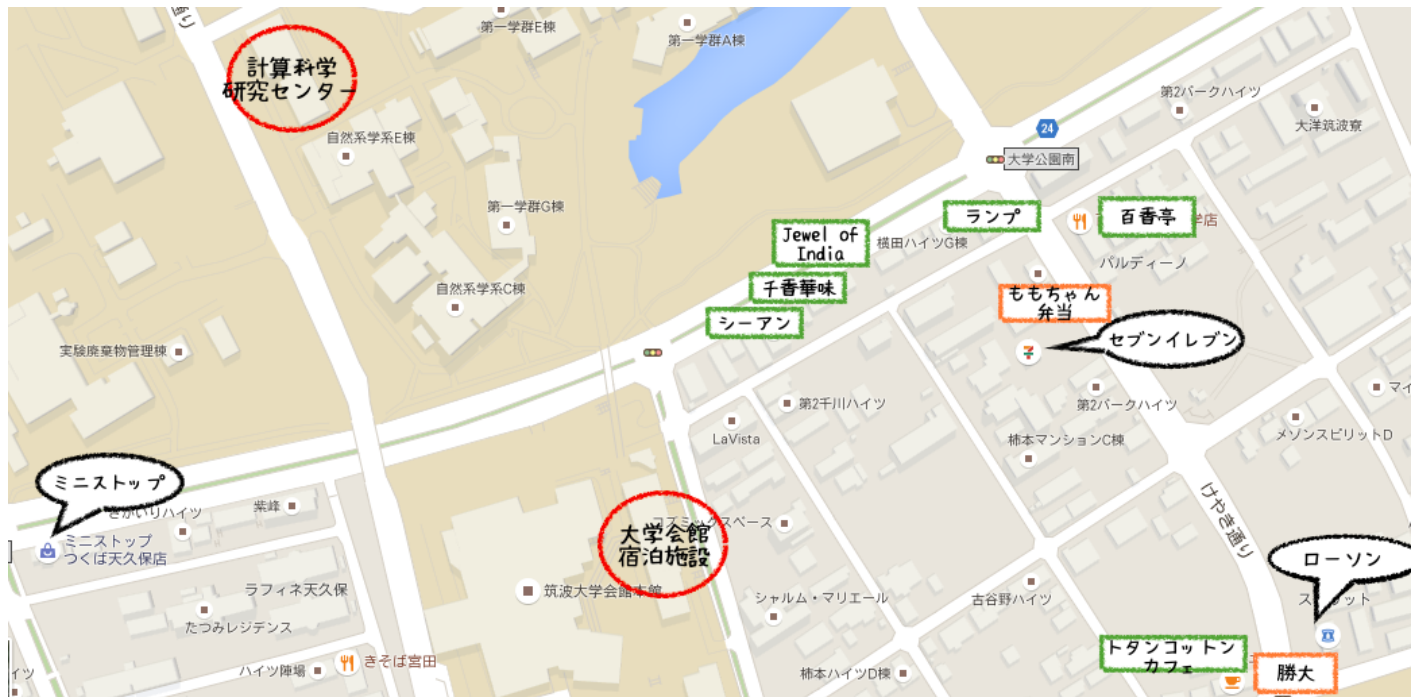 第一学群E棟
第一学群A棟
計算科学
研究センター
自然系学系E棟
第2パークハイツ
24
大洋筑波寮
大学公園南
第一学群G棟
ランプ
百香亭
Jewel of
India
横田ハイツG棟
パルディーノ
千香華味
自然系学系C棟
ももちゃん
弁当
シーアン
セブンイレブン
実験廃棄物管理棟
第2千川ハイツ
第2パークハイツ
LaVista
柿本マンションC棟
メゾンスピリットD
ミニストップ
紫峰
ミニストップ
つくば天久保店
コズミックスペース
大学会館
宿泊施設
けやき通り
ローソン
ラフィネ天久保
筑波大学会館本館
シャルム・マリエール
古谷野ハイツ
たつみレジデンス
トタンコットン
カフェ
ハイツ陣場
きそば宮田
柿本ハイツD棟
勝大